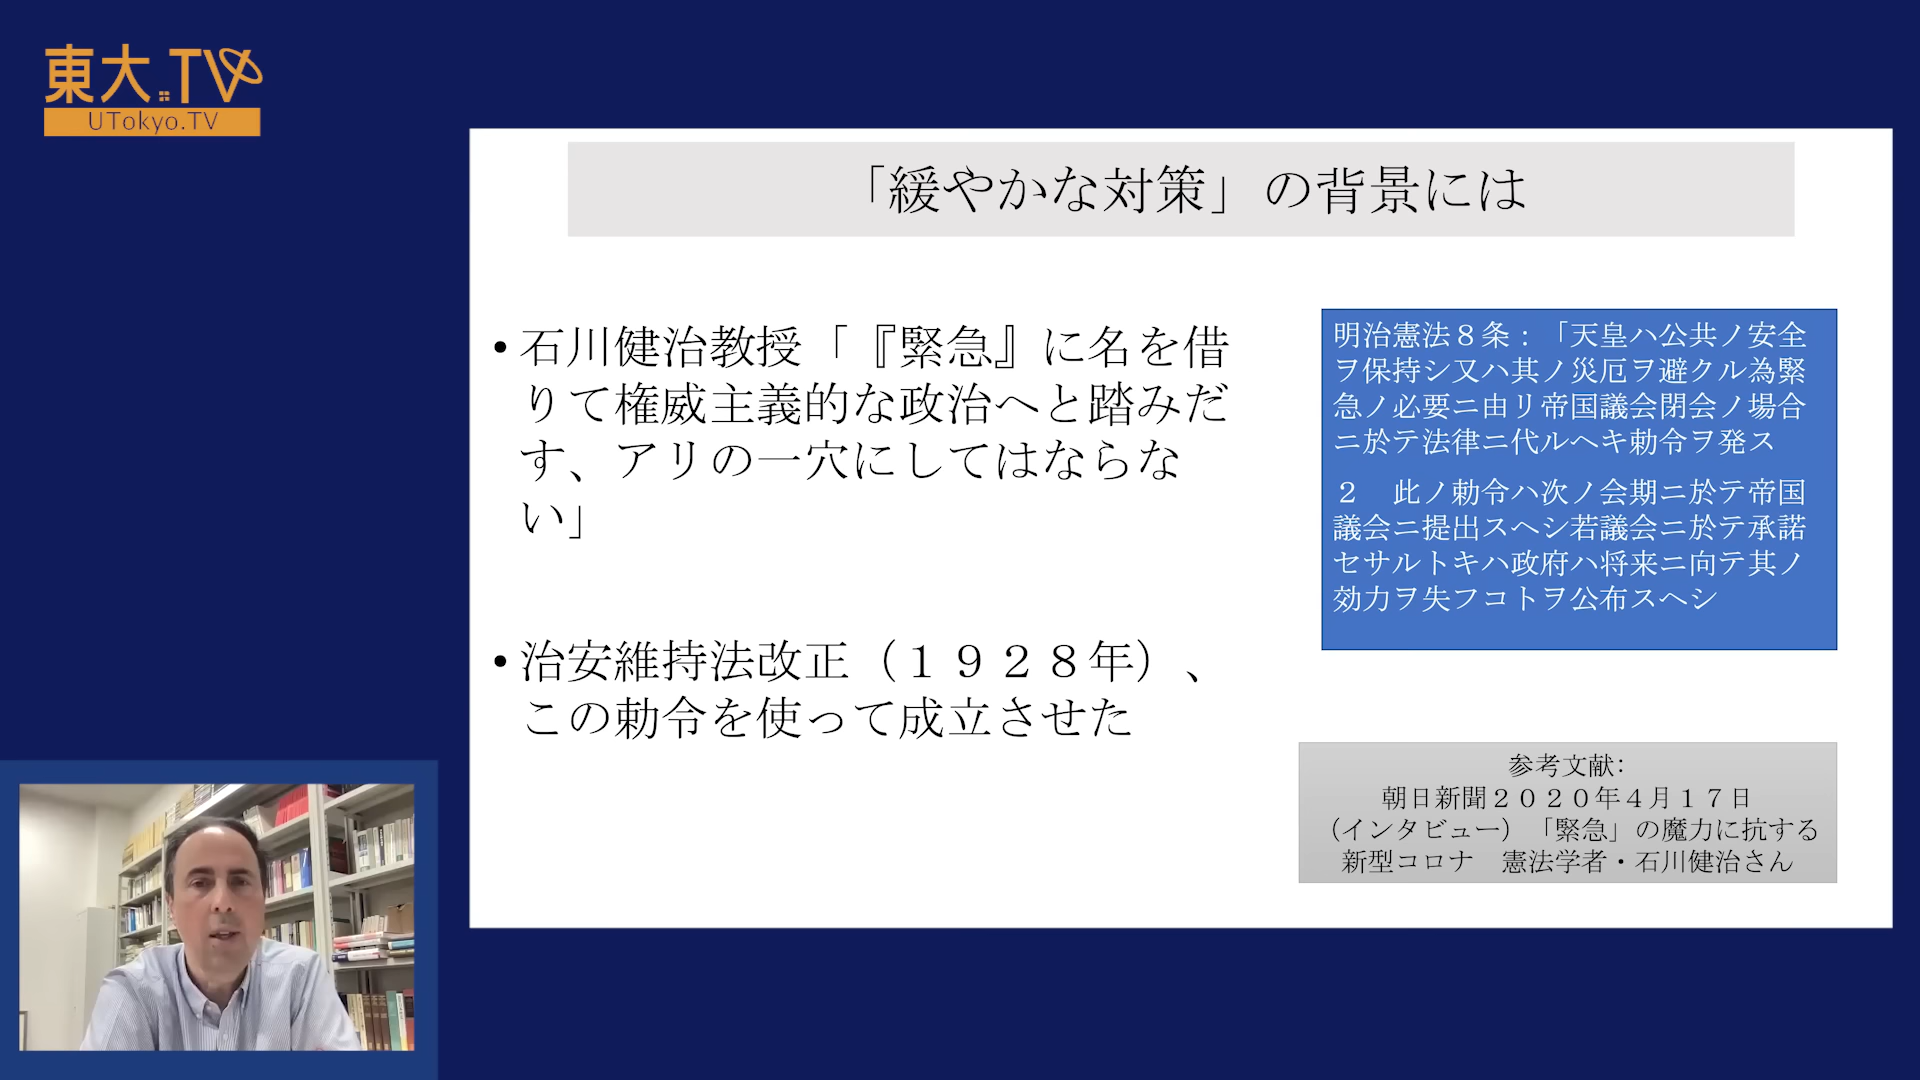 東大TV
UTokyo.TV
「緩やかな対策」の背景には
• 石川健治教授「『緊急』に名を借
りて権威主義的な政治へと踏みだ
す、アリの一穴にしてはならな
い」
• 治安維持法改正（１９２８年）、
この勅令を使って成立させた
明治憲法８条：「天皇ハ公共ノ安全
ヲ保持シ又ハ其ノ災厄ヲ避クル為緊
急ノ必要ニ由リ帝国議会閉会ノ場合
ニ於テ法律ニ代ルヘキ勅令ヲ発ス
２　此ノ勅令ハ次ノ会期ニ於テ帝国
議会ニ提出スヘシ若議会ニ於テ承諾
セサルトキハ政府ハ将来ニ向テ其ノ
効力ヲ失フコトヲ公布スヘシ
参考文献：
朝日新聞２０２０年４月１７日
（インタビュー）「緊急」の魔力に抗する
新型コロナ　憲法学者・石川健治さん